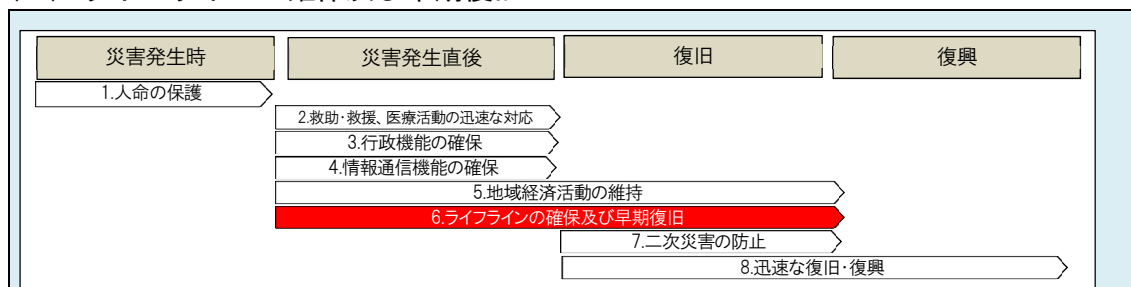 災害発生時 災害発生直後 復旧 復興
1.人命の保護
2.救助・救援、医療活動の迅速な対応
3.行政機能の確保
4.情報通信機能の確保
5.地域経済活動の維持
6.ライフラインの確保及び早期復旧
7.二次災害の防止
8.迅速な復旧・復興